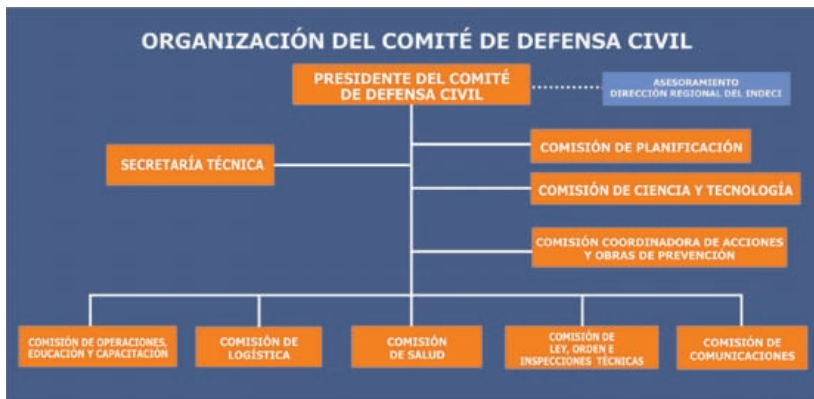 ORGANIZACIÓN DEL COMITÉ DE DEFENSA CIVIL
PRESIDENTE DEL COMITÉ
DE DEFENSA CIVIL
ASESORAMIENTO
DIRECCIÓN REGIONAL DEL INDECI
SECRETARÍA TÉCNICA
COMISIÓN DE PLANIFICACIÓN
COMISIÓN DE CIENCIA Y TECNOLOGÍA
COMISIÓN COORDINADORA DE ACCIONES
Y OBRAS DE PREVENCIÓN
COMISIÓN DE OPERACIONES,
EDUCACIÓN Y CAPACITACIÓN
COMISIÓN DE
LOGÍSTICA
COMISIÓN
DE SALUD
COMISIÓN DE
LEY, ORDEN E
INSPECCIONES TÉCNICAS
COMISIÓN DE
COMUNICACIONES